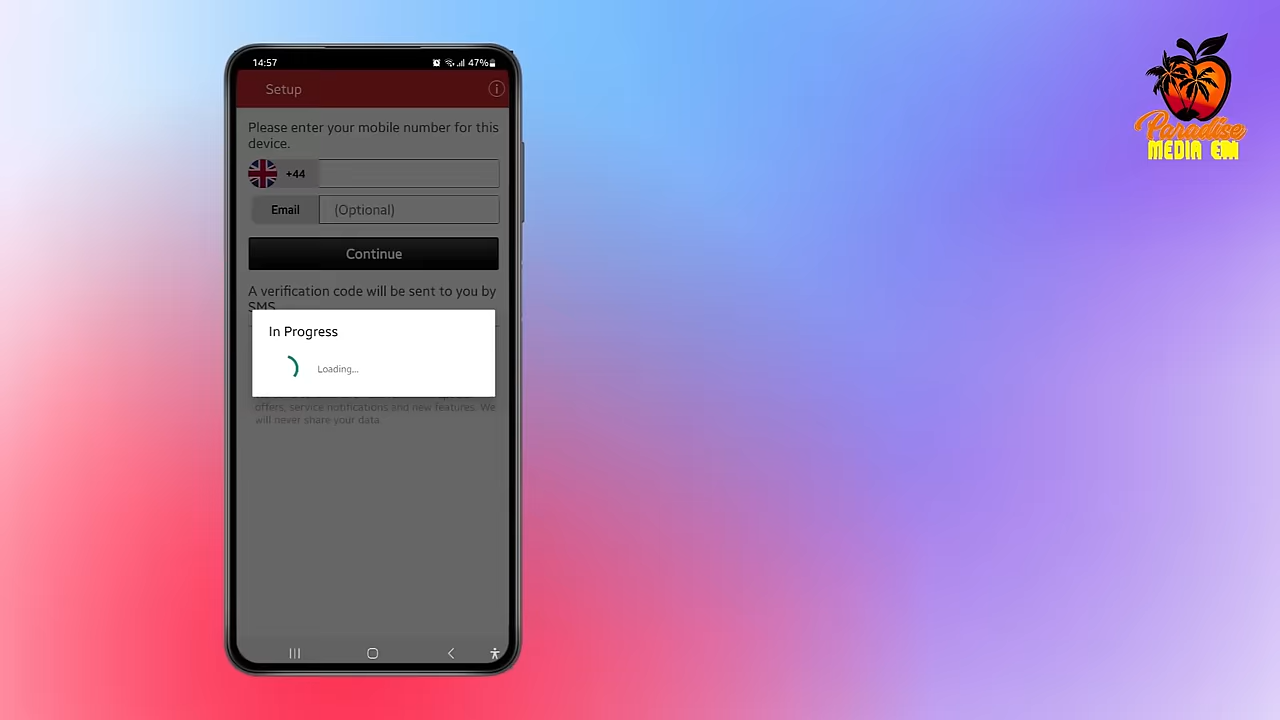 14:57
47%
Setup
Please enter your mobile number for this
device.
+44
Email
(Optional)
Continue
A verification code will be sent to you by
SMS.
In Progress
Loading...
offers, service notifications and new features. We
will never share your data.
Paradise
MEDIA EM